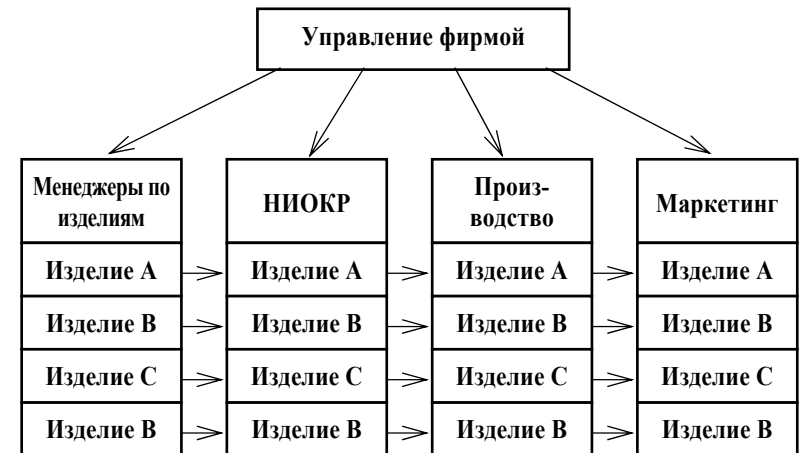 Управление фирмой
Менеджеры по
изделиям
НИОКР
Произ-
водство
Маркетинг
Изделие А
Изделие А
Изделие А
Изделие А
Изделие В
Изделие В
Изделие В
Изделие В
Изделие С
Изделие С
Изделие С
Изделие С
Изделие В
Изделие В
Изделие В
Изделие В